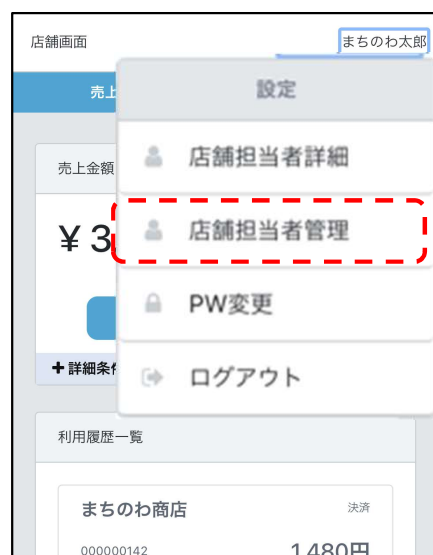 店舗画面
まちのわ太郎
売上
設定
店舗担当者詳細
売上金額
¥3
店舗担当者管理
PW変更
+詳細条件
ログアウト
利用履歴一覧
まちのわ商店
決済
000000142
1,480円